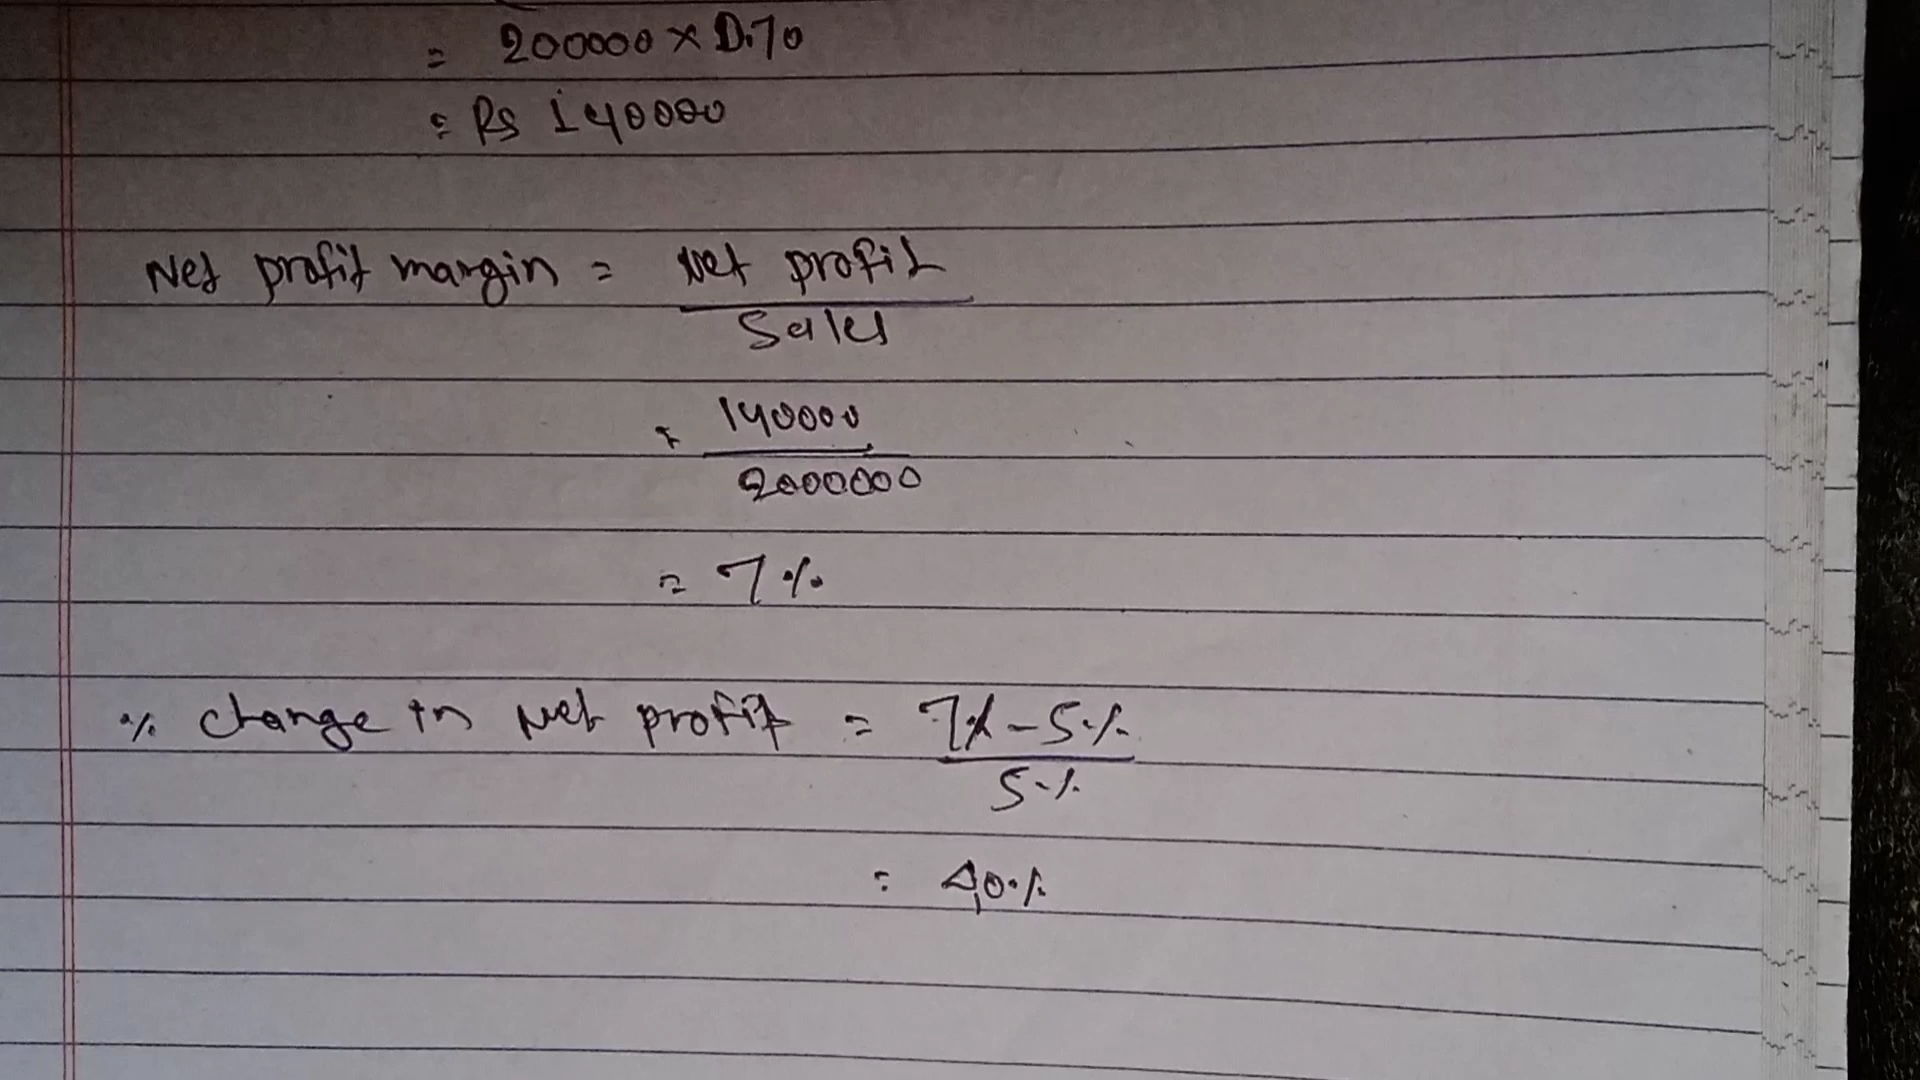 = 200000 × 0.70
= Rs 140000
Net profit margin = Net profit
Sales
= 140000
2000000
= 7%
% change in Net profit = 7% - 5%
5%
= 40%